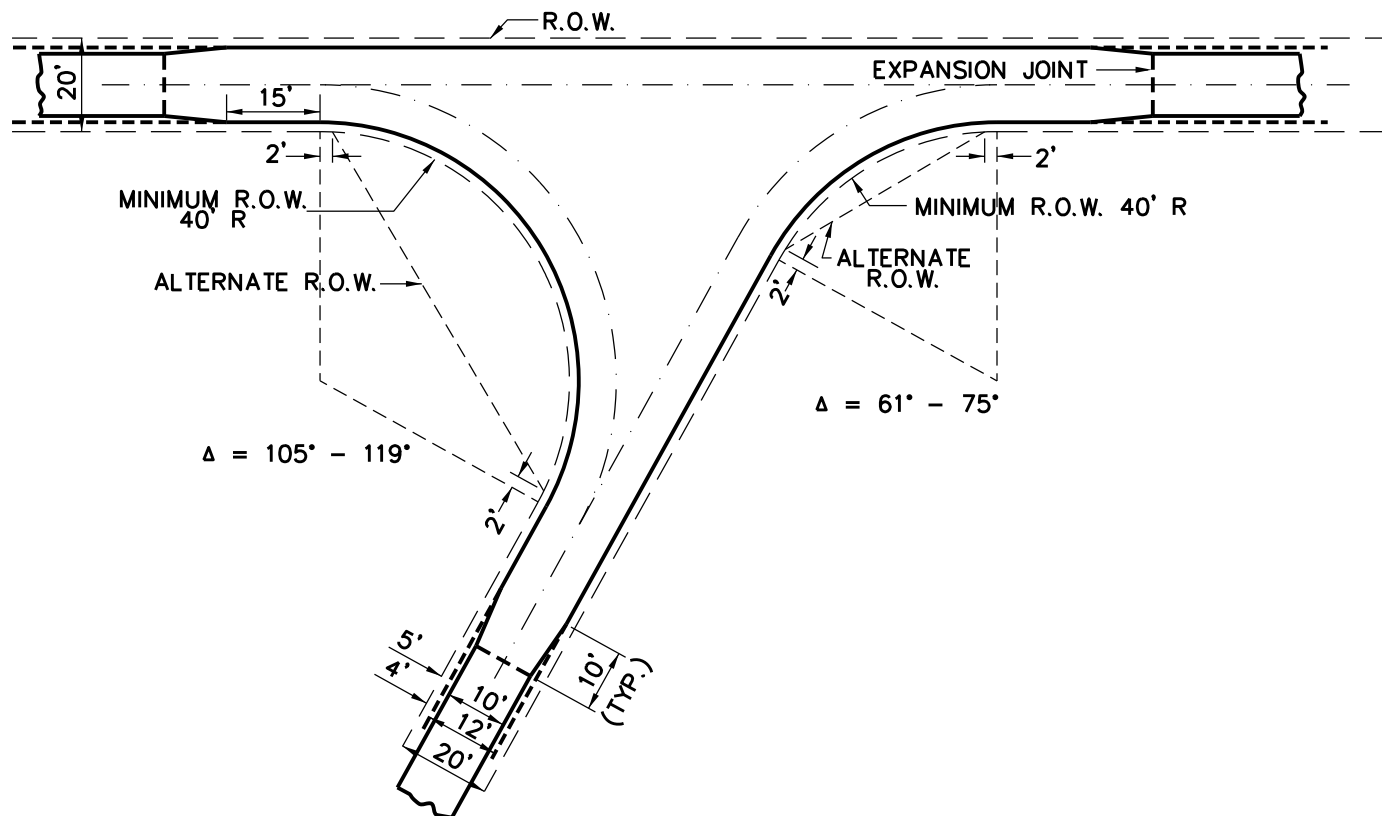 R.O.W.
EXPANSION JOINT
20'
15'
2'
2'
MINIMUM R.O.W.
40' R
MINIMUM R.O.W. 40' R
ALTERNATE R.O.W.
ALTERNATE
R.O.W.
2'
Δ = 61° - 75°
Δ = 105° - 119°
2'
5'
4'
10'
(TYP.)
10'
12'
20'